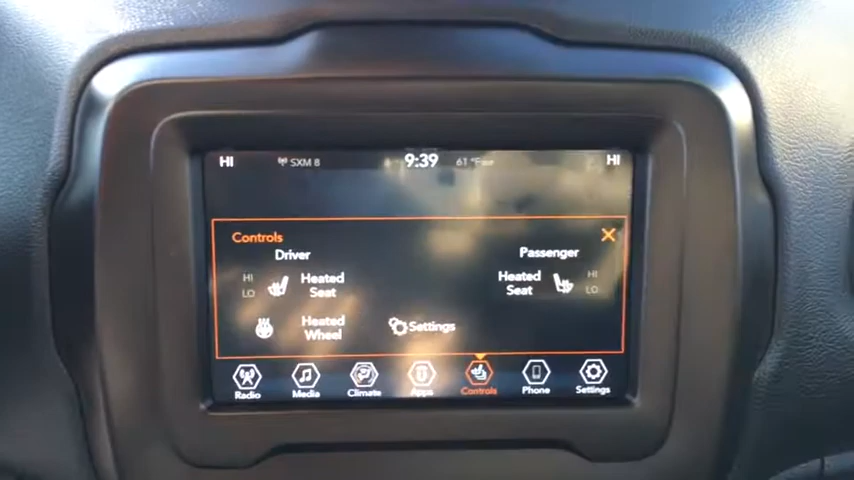 HI SXM 8 9:39 61 °F HI
Controls
Driver Passenger
HI Heated Heated HI
LO Seat Seat LO
Heated Settings
Wheel
Radio Media Climate Apps Controls Phone Settings